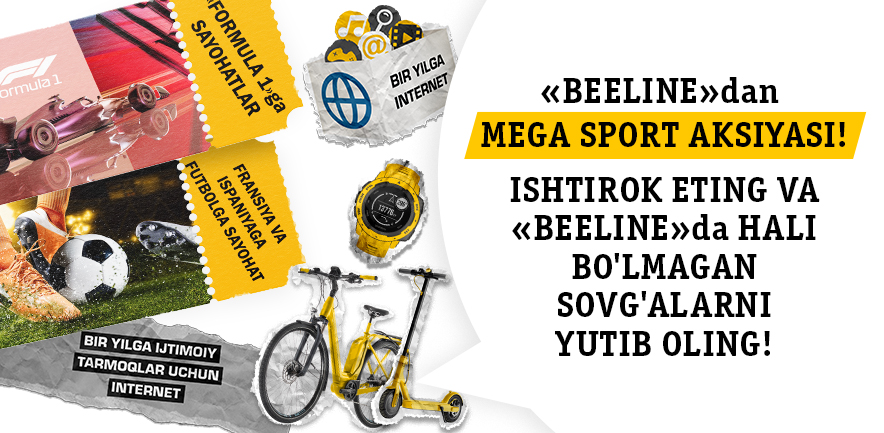 F1
Formula 1
«FORMULA 1»ga
SAYOHATLAR
FRANSIYA VA
ISPANIYAGA
FUTBOLGA SAYOHAT
BIR YILGA
INTERNET
@
BIR YILGA IJTIMOIY
TARMOQLAR UCHUN
INTERNET
«BEELINE»dan
MEGA SPORT AKSIYASI!
ISHTIROK ETING VA
«BEELINE»da HALI
BO'LMAGAN
SOVG'ALARNI
YUTIB OLING!